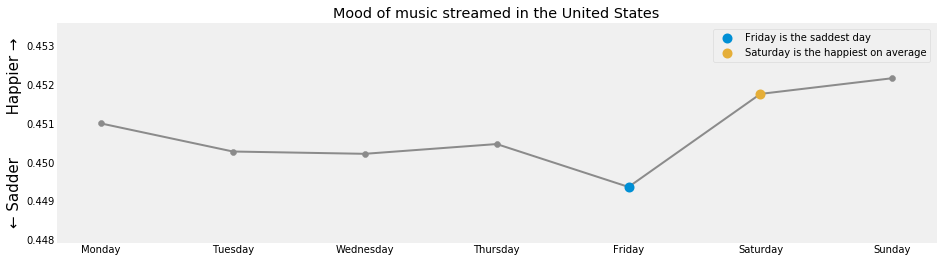 Mood of music streamed in the United States
Friday is the saddest day
Saturday is the happiest on average
← Sadder     Happier →
0.453
0.452
0.451
0.450
0.449
0.448
Monday Tuesday Wednesday Thursday Friday Saturday Sunday